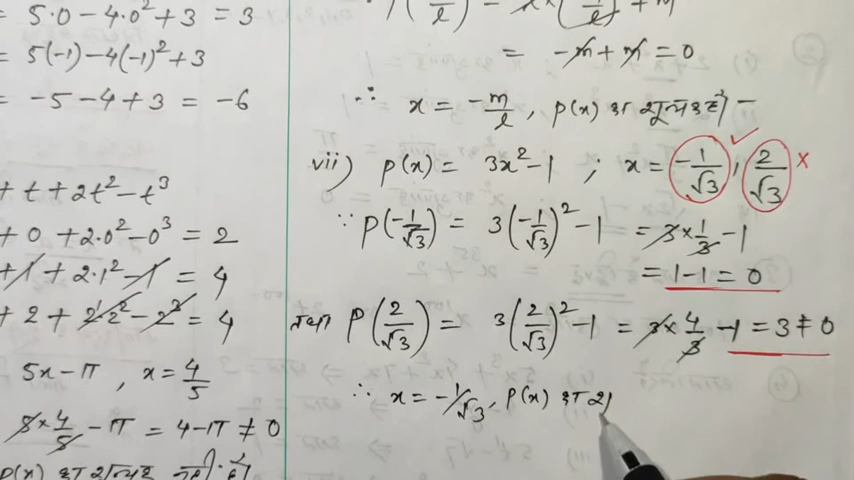 = 5.0 - 4.0² + 3 = 3
= 5(-1) - 4(-1)² + 3
= -5 - 4 + 3 = -6
+ t + 2t² - t³
+ 0 + 2.0² - 0³ = 2
+ 1 + 2.1² - 1 = 4
+ 2 + 2.2² - 2³ = 4
5x - π, x = 4/5
5 × 4/5 - π = 4 - π ≠ 0
= -m + m = 0
∴ x = -m/l, p(x) का शून्यक है -
vii) p(x) = 3x² - 1 ; x = -1/√3, 2/√3 ×
∵ p(-1/√3) = 3(-1/√3)² - 1 = 3 × 1/3 - 1
= 1 - 1 = 0
तथा p(2/√3) = 3(2/√3)² - 1 = 3 × 4/3 - 1 = 3 ≠ 0
∴ x = -1/√3, p(x) का